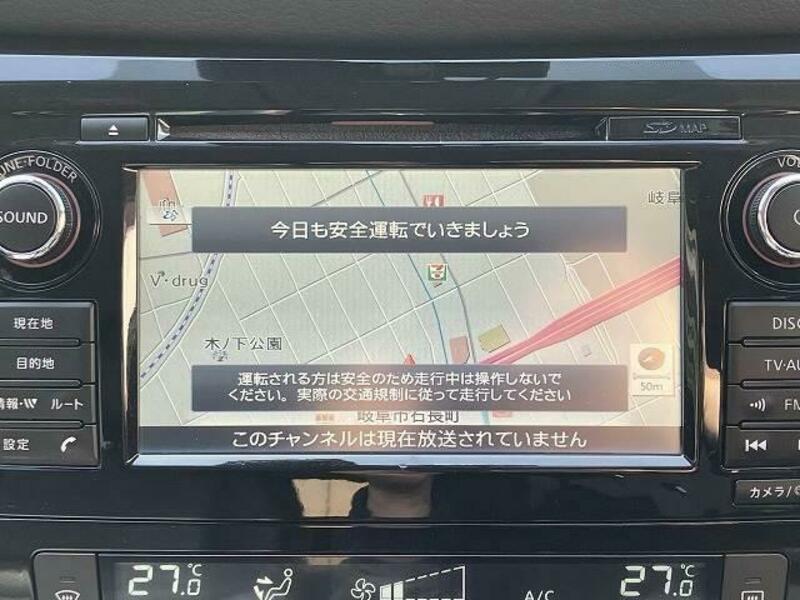 SD MAP
TUNE·FOLDER
SOUND
VOL
岐阜
今日も安全運転でいきましょう
V·drug
現在地
DISC
木ノ下公園
目的地
TV·AU
運転される方は安全のため走行中は操作しないで
ください。実際の交通規制に従って走行してください
50m
情報·VV ルート
FM
岐阜市石長町
設定
このチャンネルは現在放送されていません
カメラ/
27.0℃
A/C
27.0℃